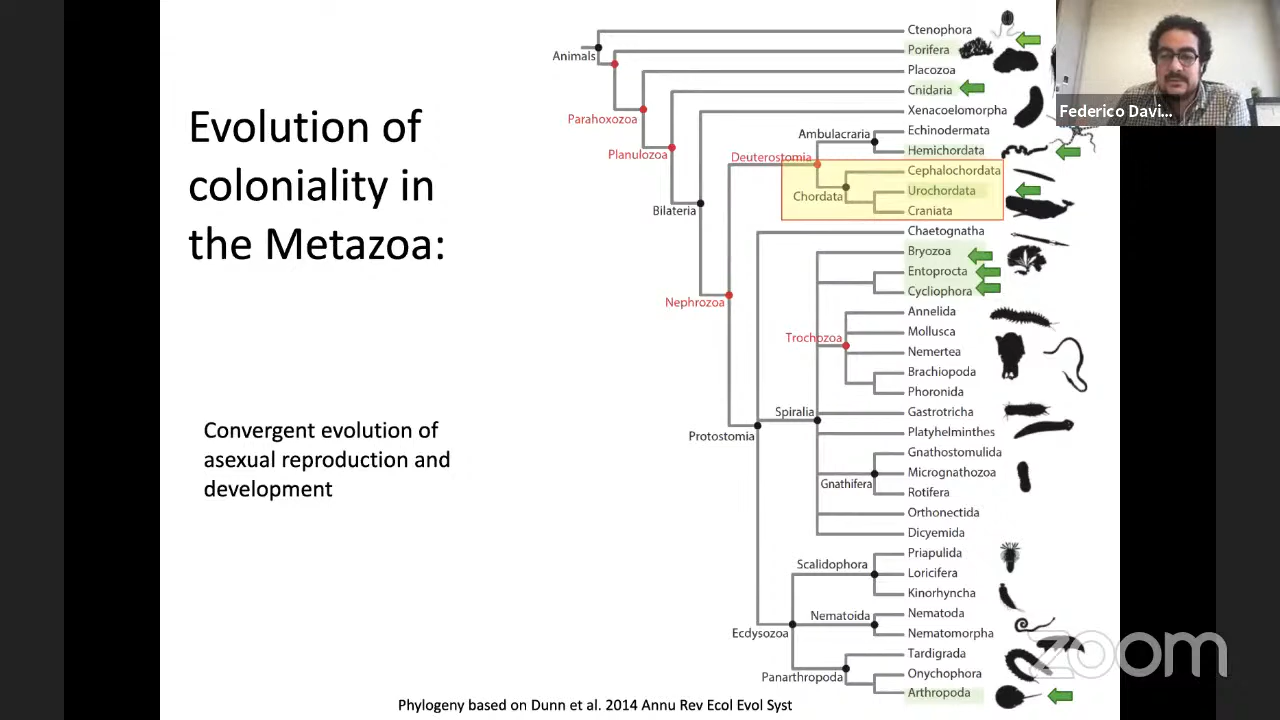 Evolution of
coloniality in
the Metazoa:
Convergent evolution of
asexual reproduction and
development
Animals
Parahoxozoa
Planulozoa
Bilateria
Nephrozoa
Deuterostomia
Ambulacraria
Chordata
Protostomia
Spiralia
Trochozoa
Gnathifera
Ecdysozoa
Scalidophora
Nematoida
Panarthropoda
Ctenophora
Porifera
Placozoa
Cnidaria
Xenacoelomorpha
Echinodermata
Hemichordata
Cephalochordata
Urochordata
Craniata
Chaetognatha
Bryozoa
Entoprocta
Cycliophora
Annelida
Mollusca
Nemertea
Brachiopoda
Phoronida
Gastrotricha
Platyhelminthes
Gnathostomulida
Micrognathozoa
Rotifera
Orthonectida
Dicyemida
Priapulida
Loricifera
Kinorhyncha
Nematoda
Nematomorpha
Tardigrada
Onychophora
Arthropoda
Phylogeny based on Dunn et al. 2014 Annu Rev Ecol Evol Syst
Federico Davi...
zoom